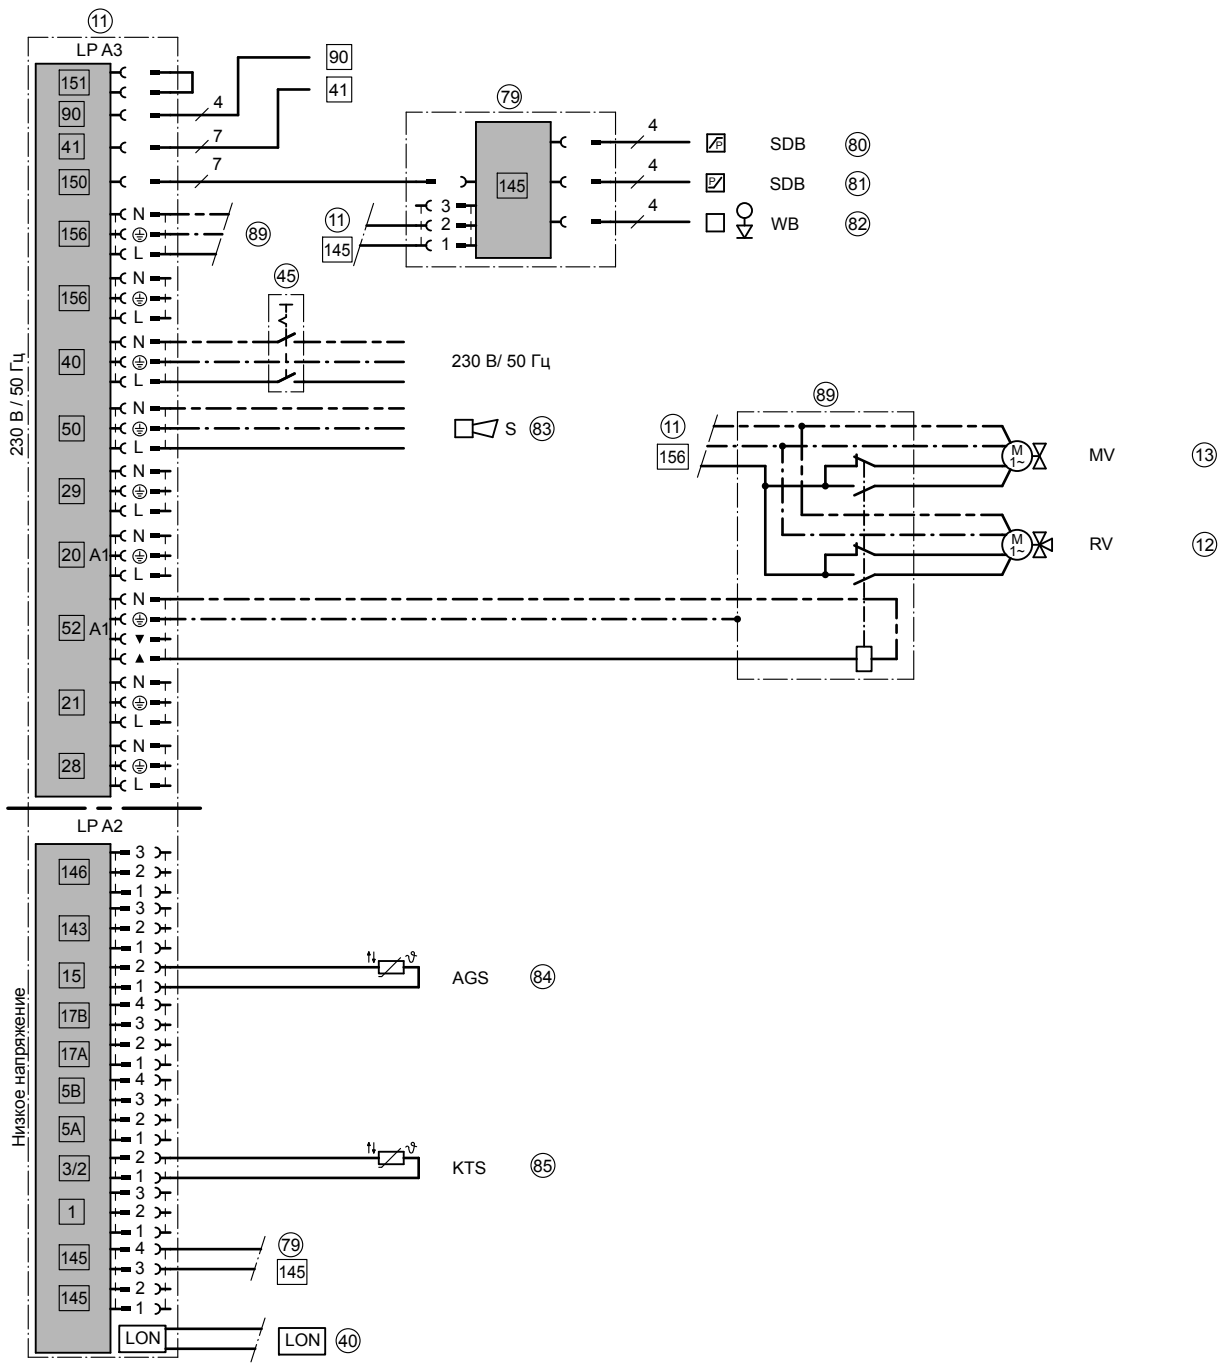 11
LP A3
230 В / 50 Гц
151
90
41
150
156
156
40
50
29
20 A1
52 A1
21
28
4
7
7
90
41
N
L
N
L
N
L
N
L
N
L
N
L
N
▼
▲
N
L
N
L
89
45
230 В/ 50 Гц
S 83
79
145
3
2
1
11
145
4
4
4
P SDB 80
P SDB 81
WB 82
89
11
156
M
1~
MV 13
M
1~
RV 12
LP A2
Низкое напряжение
146
143
15
17B
17A
5B
5A
3/2
1
145
145
3
2
1
3
2
1
2
1
4
3
2
1
4
3
2
1
2
1
3
2
1
4
3
2
1
ϑ
AGS 84
ϑ
KTS 85
79
145
LON
LON 40